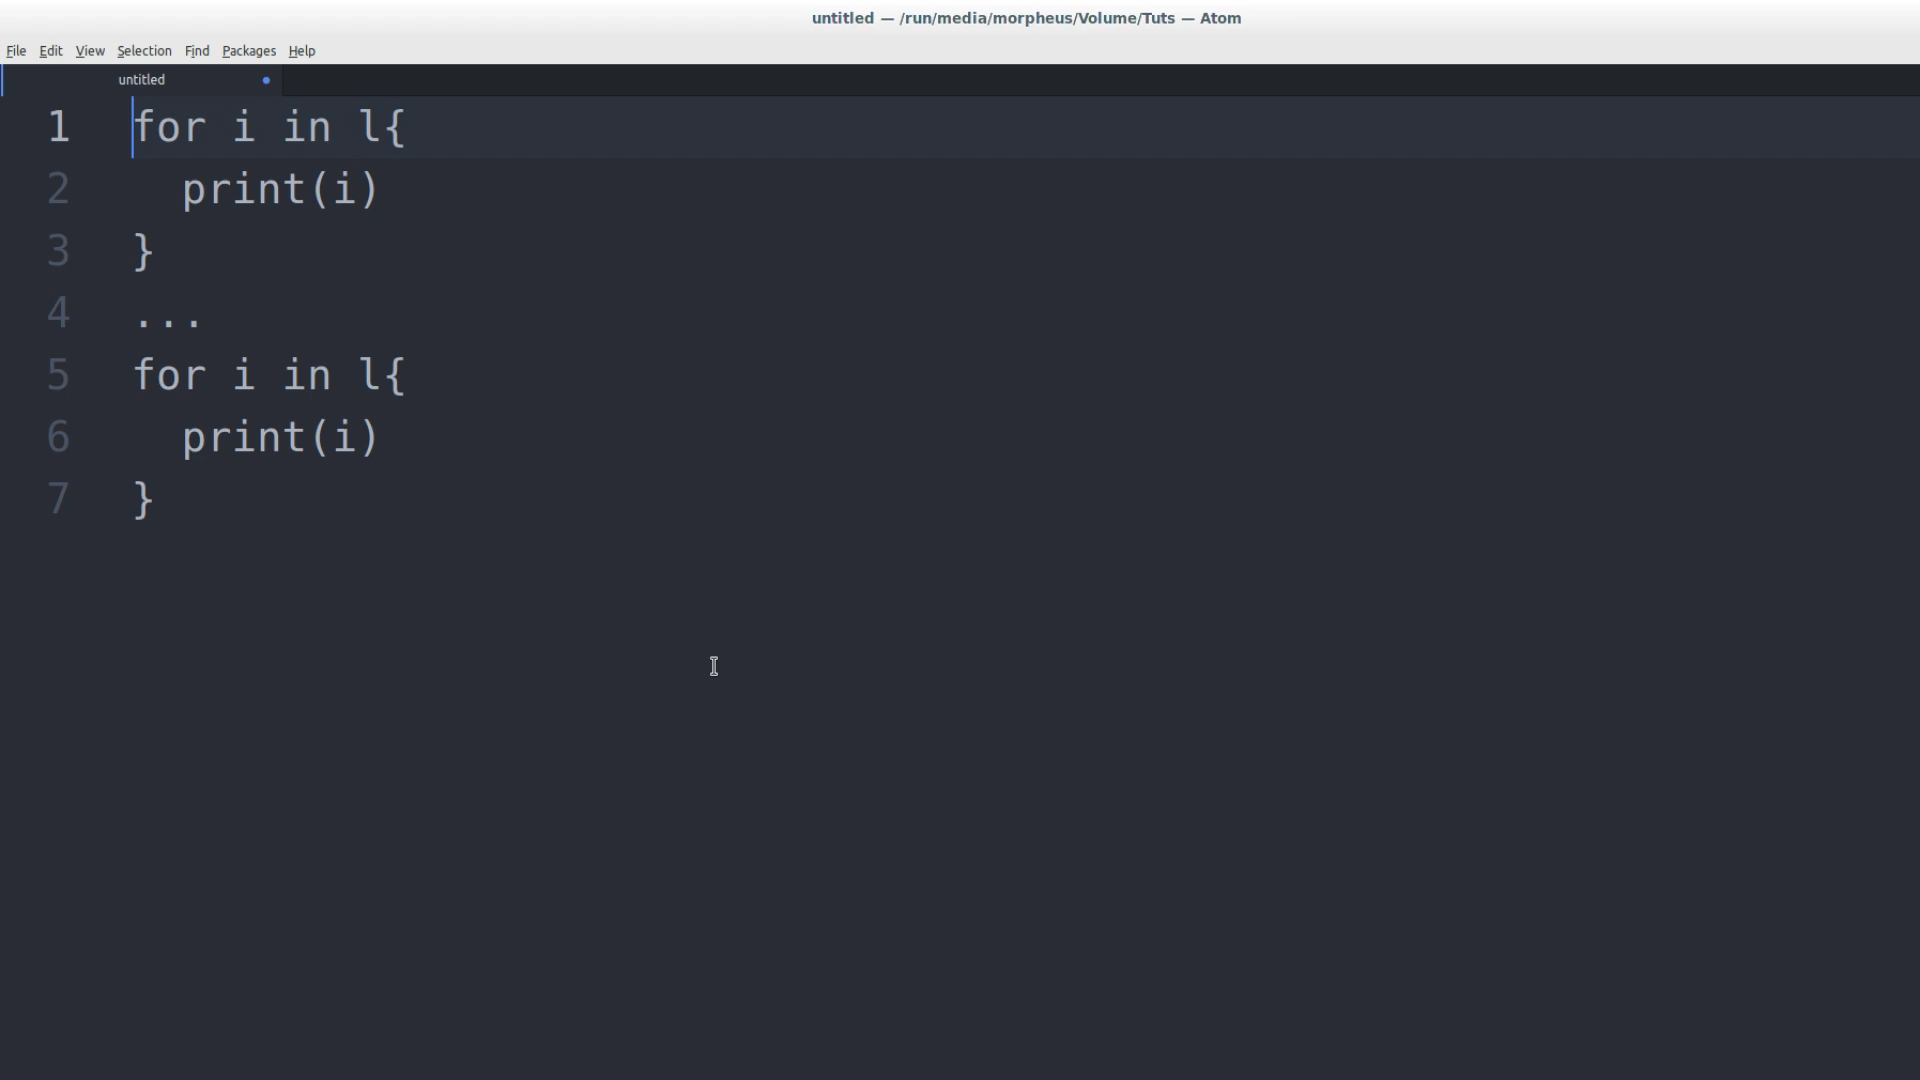 untitled — /run/media/morpheus/Volume/Tuts — Atom
File Edit View Selection Find Packages Help
untitled
1 for i in l{
2   print(i)
3 }
4 ...
5 for i in l{
6   print(i)
7 }